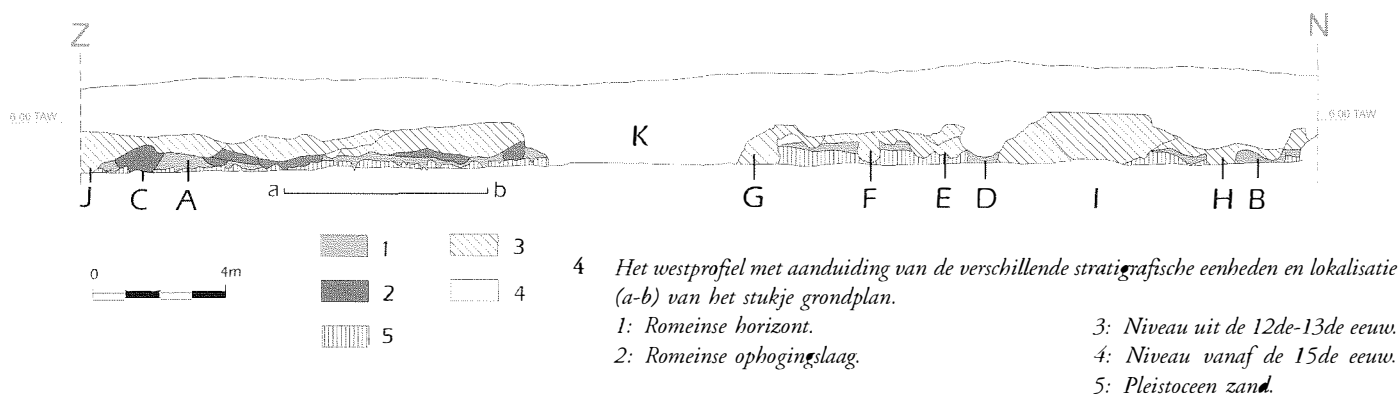 Z N
6.00 TAW 6.00 TAW
K
J C A a b G F E D I H B
0 4m
1 3
2 4
5
4 Het westprofiel met aanduiding van de verschillende stratigrafische eenheden en lokalisatie
(a-b) van het stukje grondplan.
1: Romeinse horizont.
2: Romeinse ophogingslaag.
3: Niveau uit de 12de-13de eeuw.
4: Niveau vanaf de 15de eeuw.
5: Pleistoceen zand.